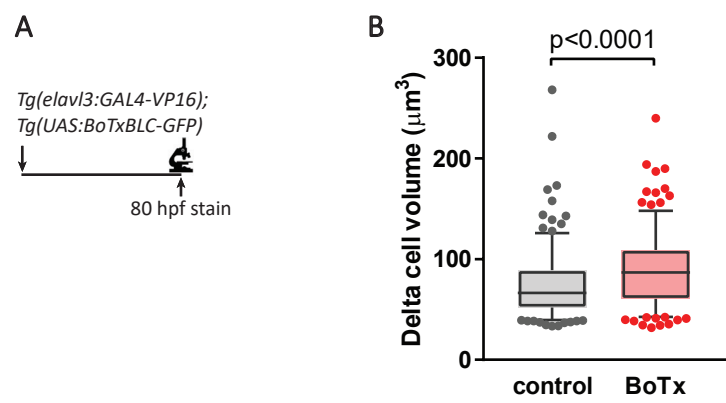 A
Tg(elavl3:GAL4-VP16);
Tg(UAS:BoTxBLC-GFP)
80 hpf stain
B
p<0.0001
Delta cell volume (μm3)
300
200
100
0
control
BoTx